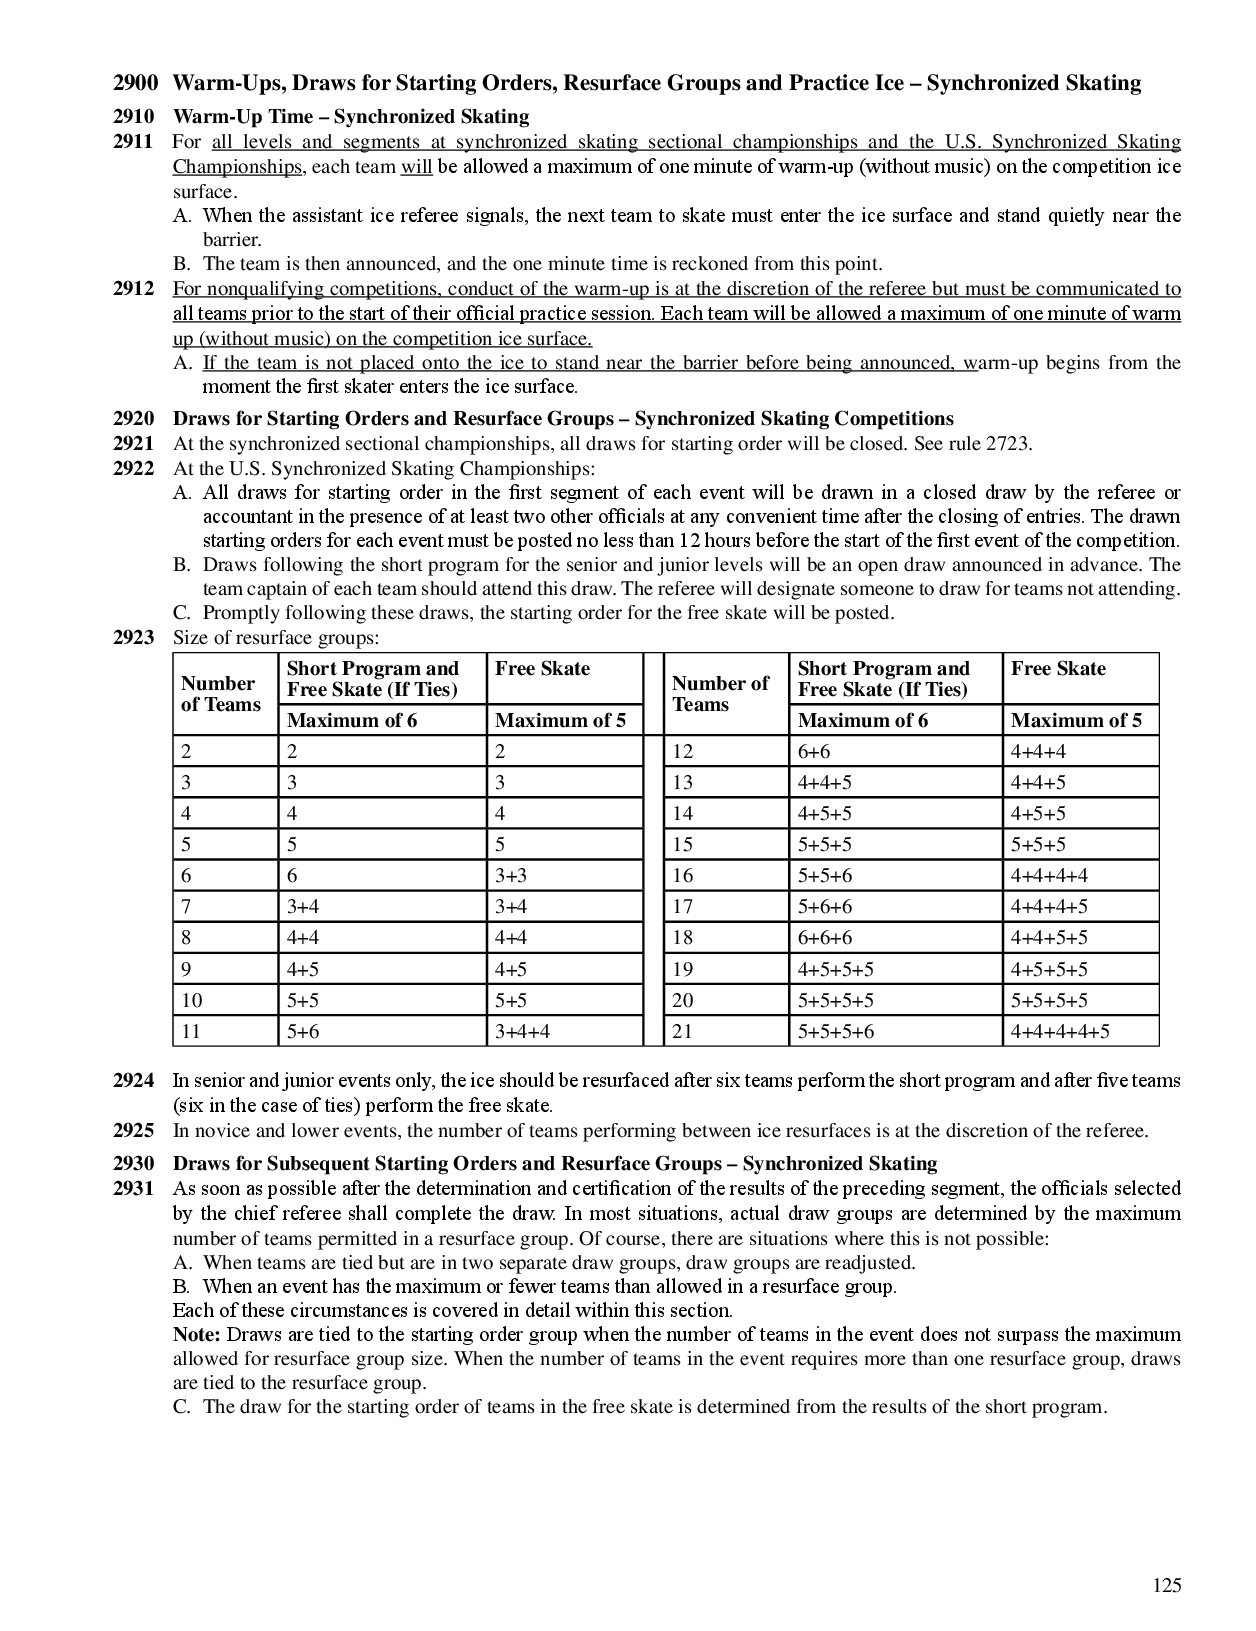 2900 Warm-Ups, Draws for Starting Orders, Resurface Groups and Practice Ice – Synchronized Skating
2910 Warm-Up Time – Synchronized Skating
2911 For all levels and segments at synchronized skating sectional championships and the U.S. Synchronized Skating
Championships, each team will be allowed a maximum of one minute of warm-up (without music) on the competition ice
surface.
A. When the assistant ice referee signals, the next team to skate must enter the ice surface and stand quietly near the
barrier.
B. The team is then announced, and the one minute time is reckoned from this point.
2912 For nonqualifying competitions, conduct of the warm-up is at the discretion of the referee but must be communicated to
all teams prior to the start of their official practice session. Each team will be allowed a maximum of one minute of warm
up (without music) on the competition ice surface.
A. If the team is not placed onto the ice to stand near the barrier before being announced, warm-up begins from the
moment the first skater enters the ice surface.
2920 Draws for Starting Orders and Resurface Groups – Synchronized Skating Competitions
2921 At the synchronized sectional championships, all draws for starting order will be closed. See rule 2723.
2922 At the U.S. Synchronized Skating Championships:
A. All draws for starting order in the first segment of each event will be drawn in a closed draw by the referee or
accountant in the presence of at least two other officials at any convenient time after the closing of entries. The drawn
starting orders for each event must be posted no less than 12 hours before the start of the first event of the competition.
B. Draws following the short program for the senior and junior levels will be an open draw announced in advance. The
team captain of each team should attend this draw. The referee will designate someone to draw for teams not attending.
C. Promptly following these draws, the starting order for the free skate will be posted.
2923 Size of resurface groups:
Number of Teams | Short Program and Free Skate (If Ties) | Free Skate | Number of Teams | Short Program and Free Skate (If Ties) | Free Skate
Maximum of 6 | Maximum of 5 | Maximum of 6 | Maximum of 5
2 | 2 | 2 | 12 | 6+6 | 4+4+4
3 | 3 | 3 | 13 | 4+4+5 | 4+4+5
4 | 4 | 4 | 14 | 4+5+5 | 4+5+5
5 | 5 | 5 | 15 | 5+5+5 | 5+5+5
6 | 6 | 3+3 | 16 | 5+5+6 | 4+4+4+4
7 | 3+4 | 3+4 | 17 | 5+6+6 | 4+4+4+5
8 | 4+4 | 4+4 | 18 | 6+6+6 | 4+4+5+5
9 | 4+5 | 4+5 | 19 | 4+5+5+5 | 4+5+5+5
10 | 5+5 | 5+5 | 20 | 5+5+5+5 | 5+5+5+5
11 | 5+6 | 3+4+4 | 21 | 5+5+5+6 | 4+4+4+4+5
2924 In senior and junior events only, the ice should be resurfaced after six teams perform the short program and after five teams
(six in the case of ties) perform the free skate.
2925 In novice and lower events, the number of teams performing between ice resurfaces is at the discretion of the referee.
2930 Draws for Subsequent Starting Orders and Resurface Groups – Synchronized Skating
2931 As soon as possible after the determination and certification of the results of the preceding segment, the officials selected
by the chief referee shall complete the draw. In most situations, actual draw groups are determined by the maximum
number of teams permitted in a resurface group. Of course, there are situations where this is not possible:
A. When teams are tied but are in two separate draw groups, draw groups are readjusted.
B. When an event has the maximum or fewer teams than allowed in a resurface group.
Each of these circumstances is covered in detail within this section.
Note: Draws are tied to the starting order group when the number of teams in the event does not surpass the maximum
allowed for resurface group size. When the number of teams in the event requires more than one resurface group, draws
are tied to the resurface group.
C. The draw for the starting order of teams in the free skate is determined from the results of the short program.
125